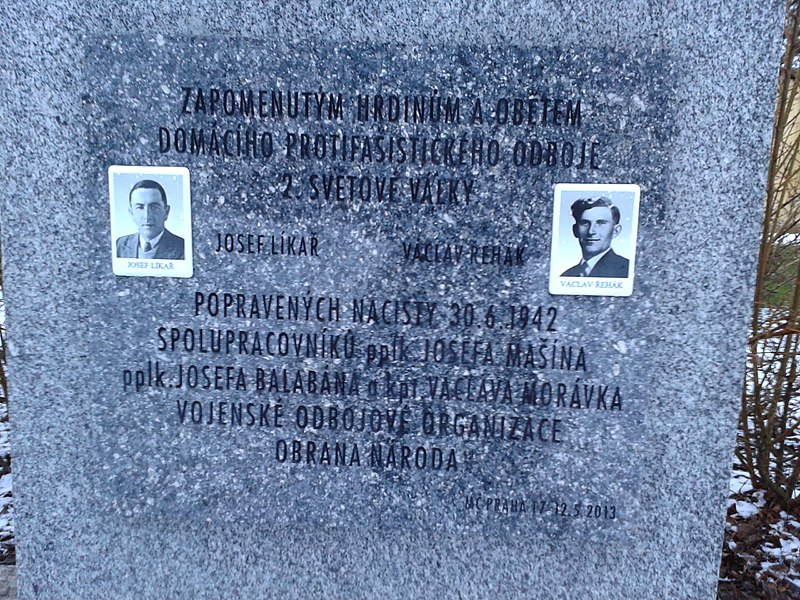 ZAPOMENUTÝM HRDINŮM A OBĚTEM
DOMÁCÍHO PROTIFAŠISTICKÉHO ODBOJE
2. SVĚTOVÉ VÁLKY
JOSEF LÍKAŘ
VÁCLAV ŘEHÁK
JOSEF LÍKAŘ
VÁCLAV ŘEHÁK
POPRAVENÝCH NACISTY 30.6.1942
SPOLUPRACOVNÍKŮ pplk. JOSEFA MAŠÍNA
pplk. JOSEFA BALABÁNA a kpt. VÁCLAVA MORÁVKA
VOJENSKÉ ODBOJOVÉ ORGANIZACE
OBRANA NÁRODA
MČ PRAHA 17 12.5 2013